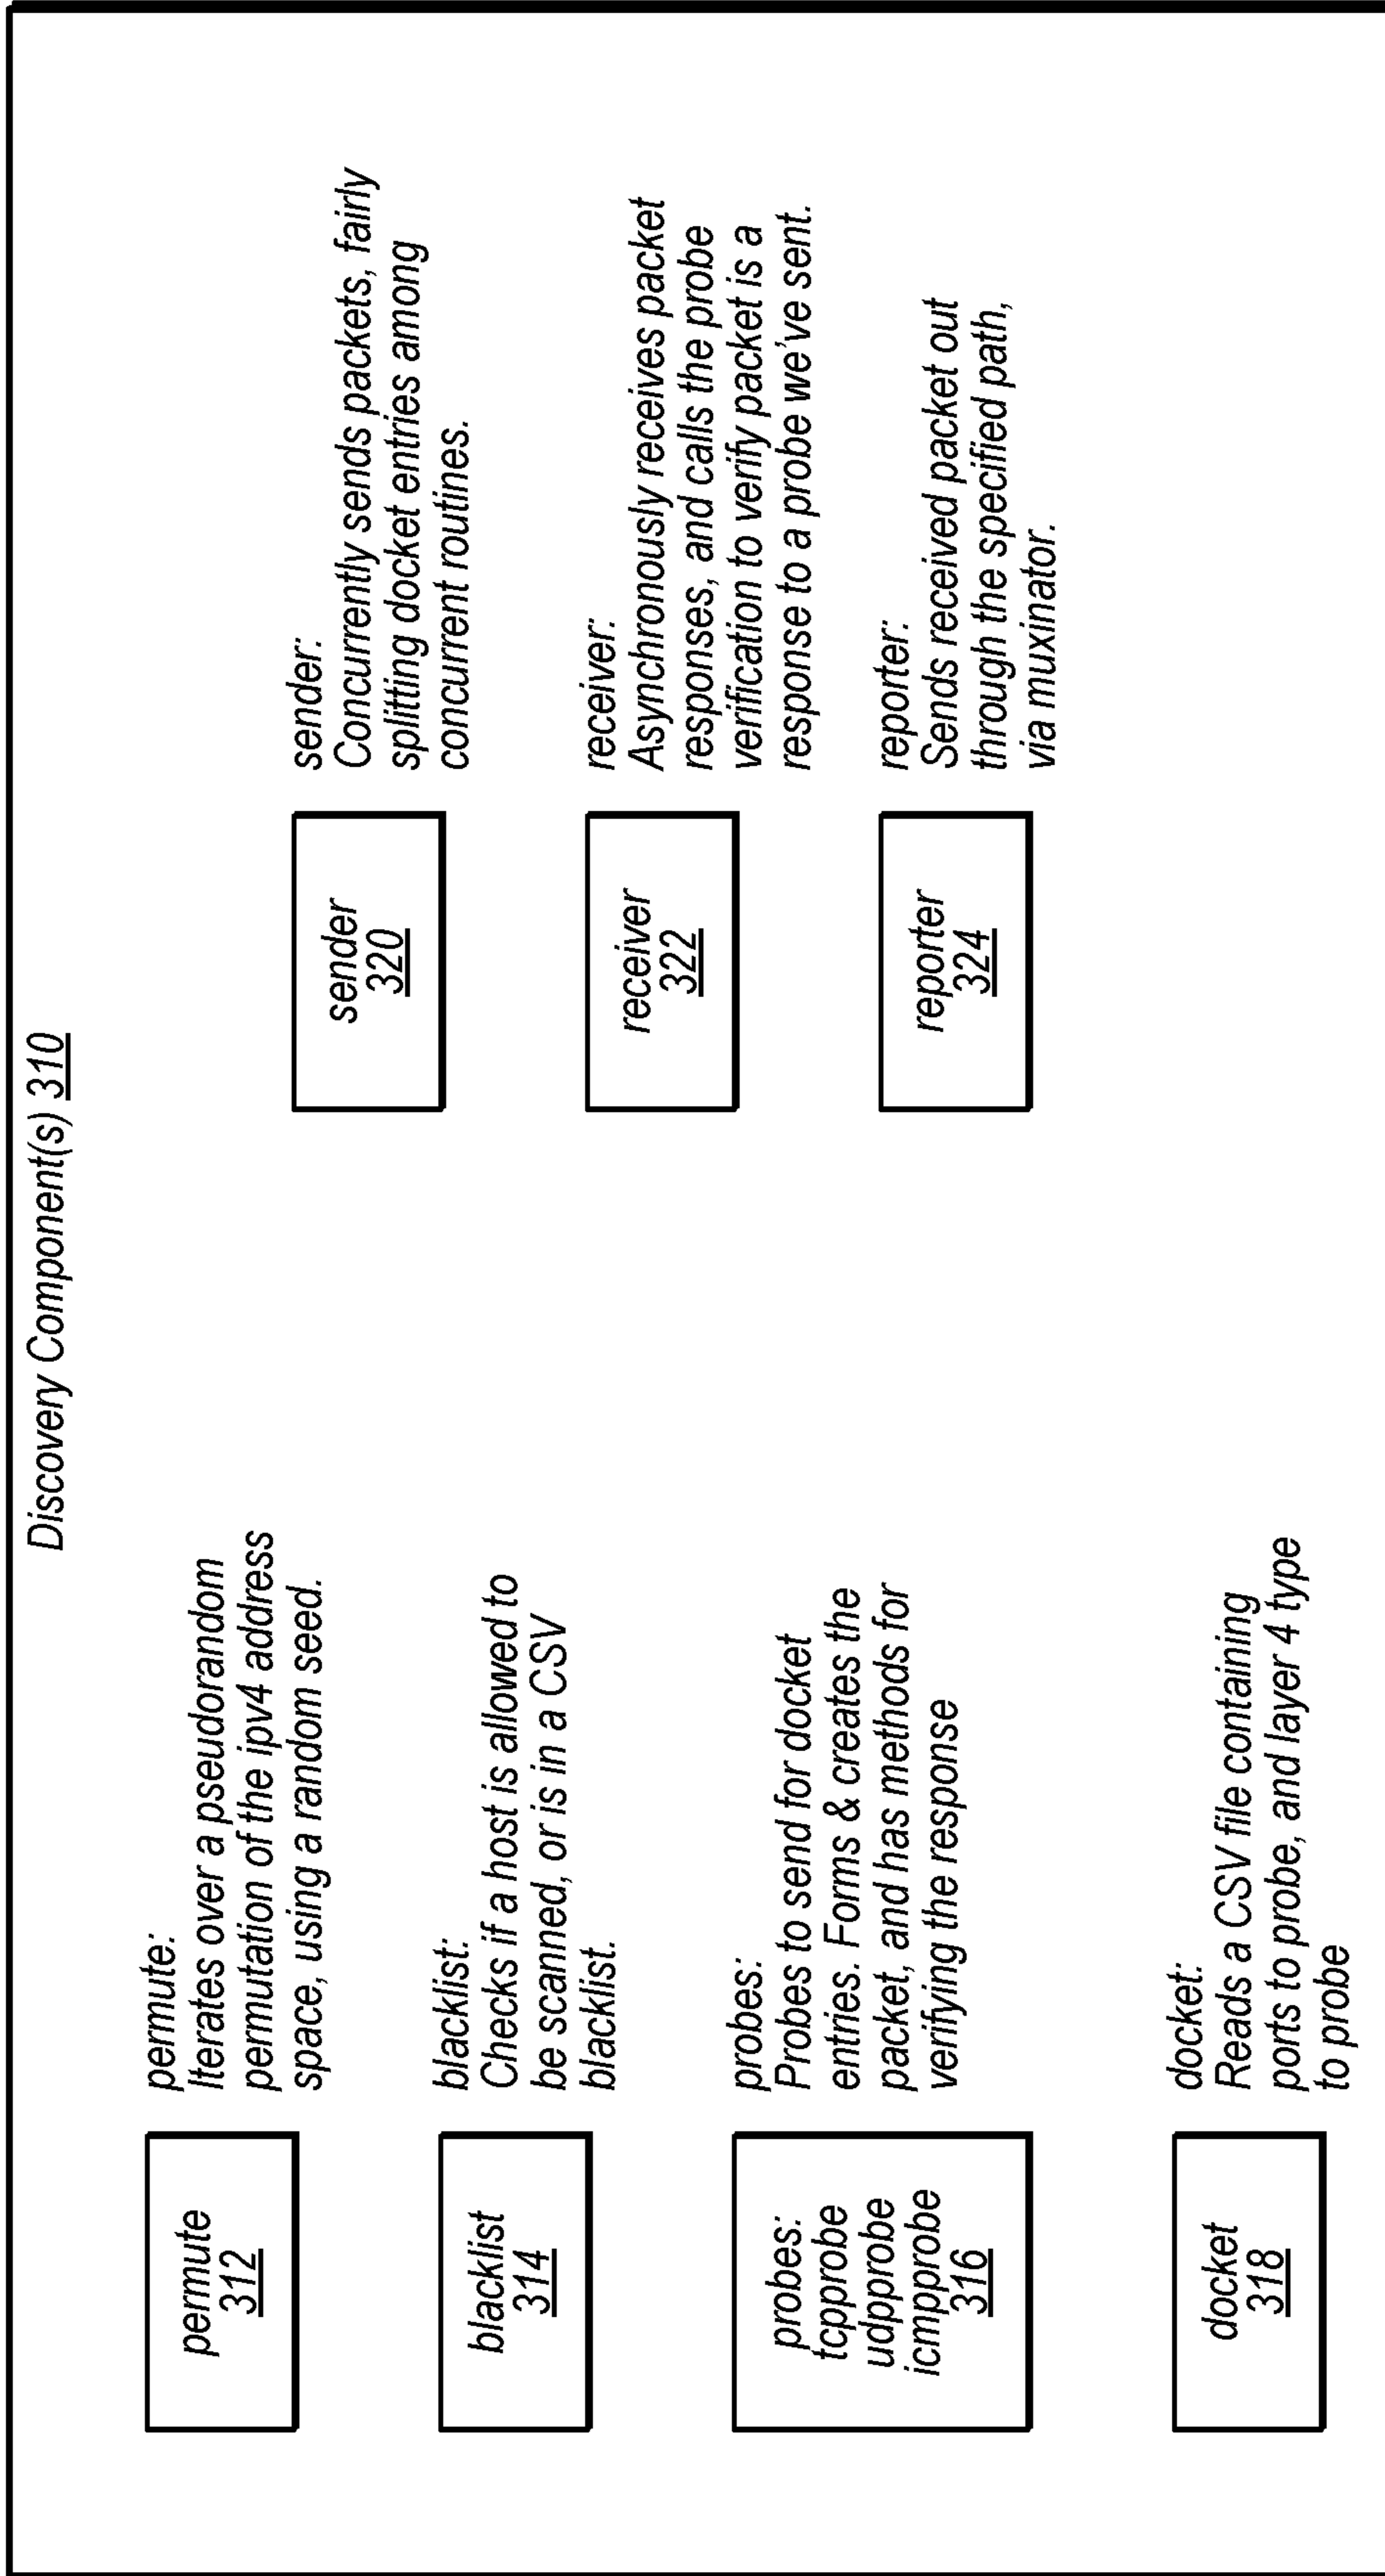 Discovery Component(s) 310
permute
312
permute:
Iterates over a pseudorandom
permutation of the ipv4 address
space, using a random seed.
blacklist
314
blacklist:
Checks if a host is allowed to
be scanned, or is in a CSV
blacklist.
probes:
tcpprobe
udpprobe
icmpprobe
316
probes:
Probes to send for docket
entries. Forms & creates the
packet, and has methods for
verifying the response
docket
318
docket:
Reads a CSV file containing
ports to probe, and layer 4 type
to probe
sender
320
sender:
Concurrently sends packets, fairly
splitting docket entries among
concurrent routines.
receiver
322
receiver:
Asynchronously receives packet
responses, and calls the probe
verification to verify packet is a
response to a probe we've sent.
reporter
324
reporter:
Sends received packet out
through the specified path,
via muxinator.